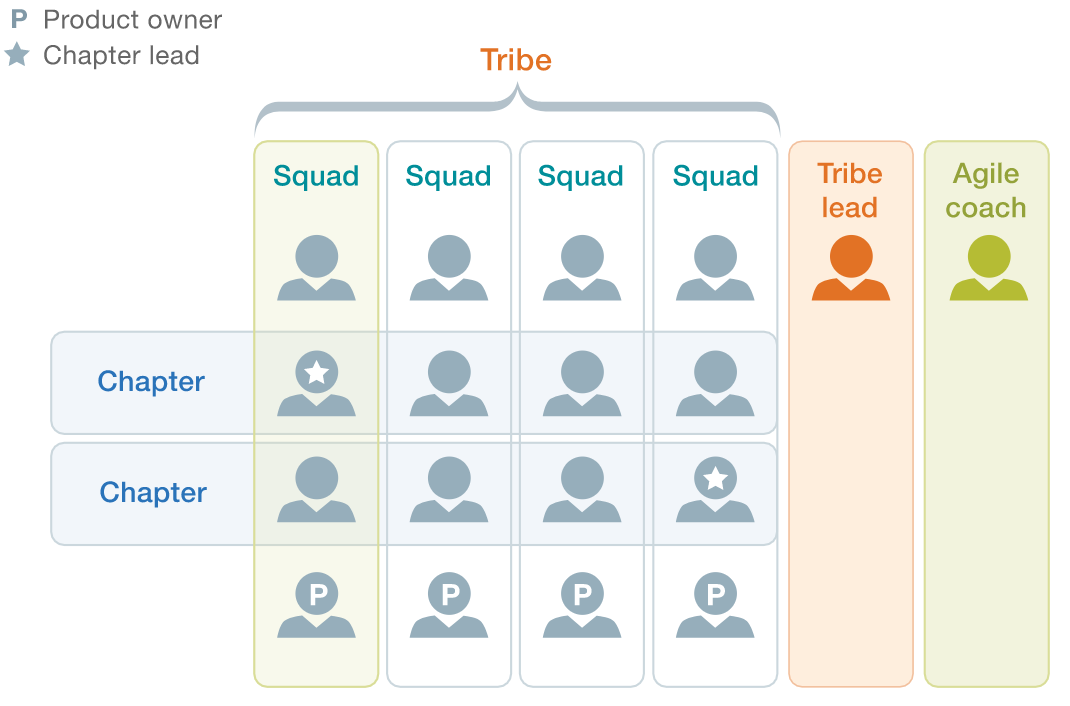 P Product owner
Chapter lead
Tribe
Squad Squad Squad Squad
Tribe
lead
Agile
coach
Chapter
Chapter
P P P P